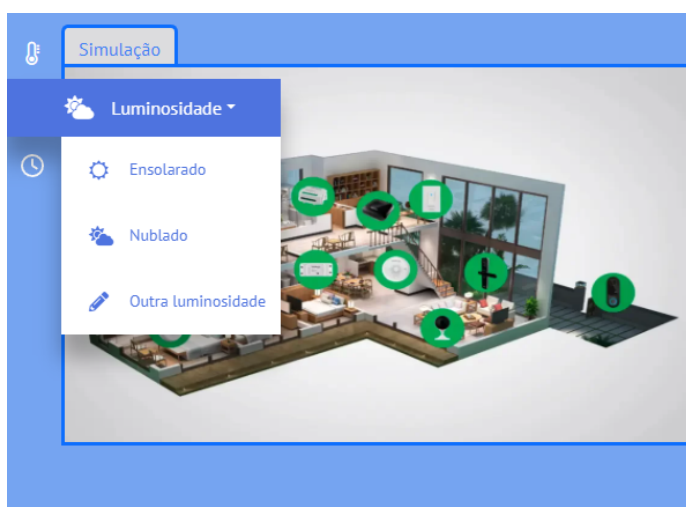 Simulação
Luminosidade
Ensolarado
Nublado
Outra luminosidade